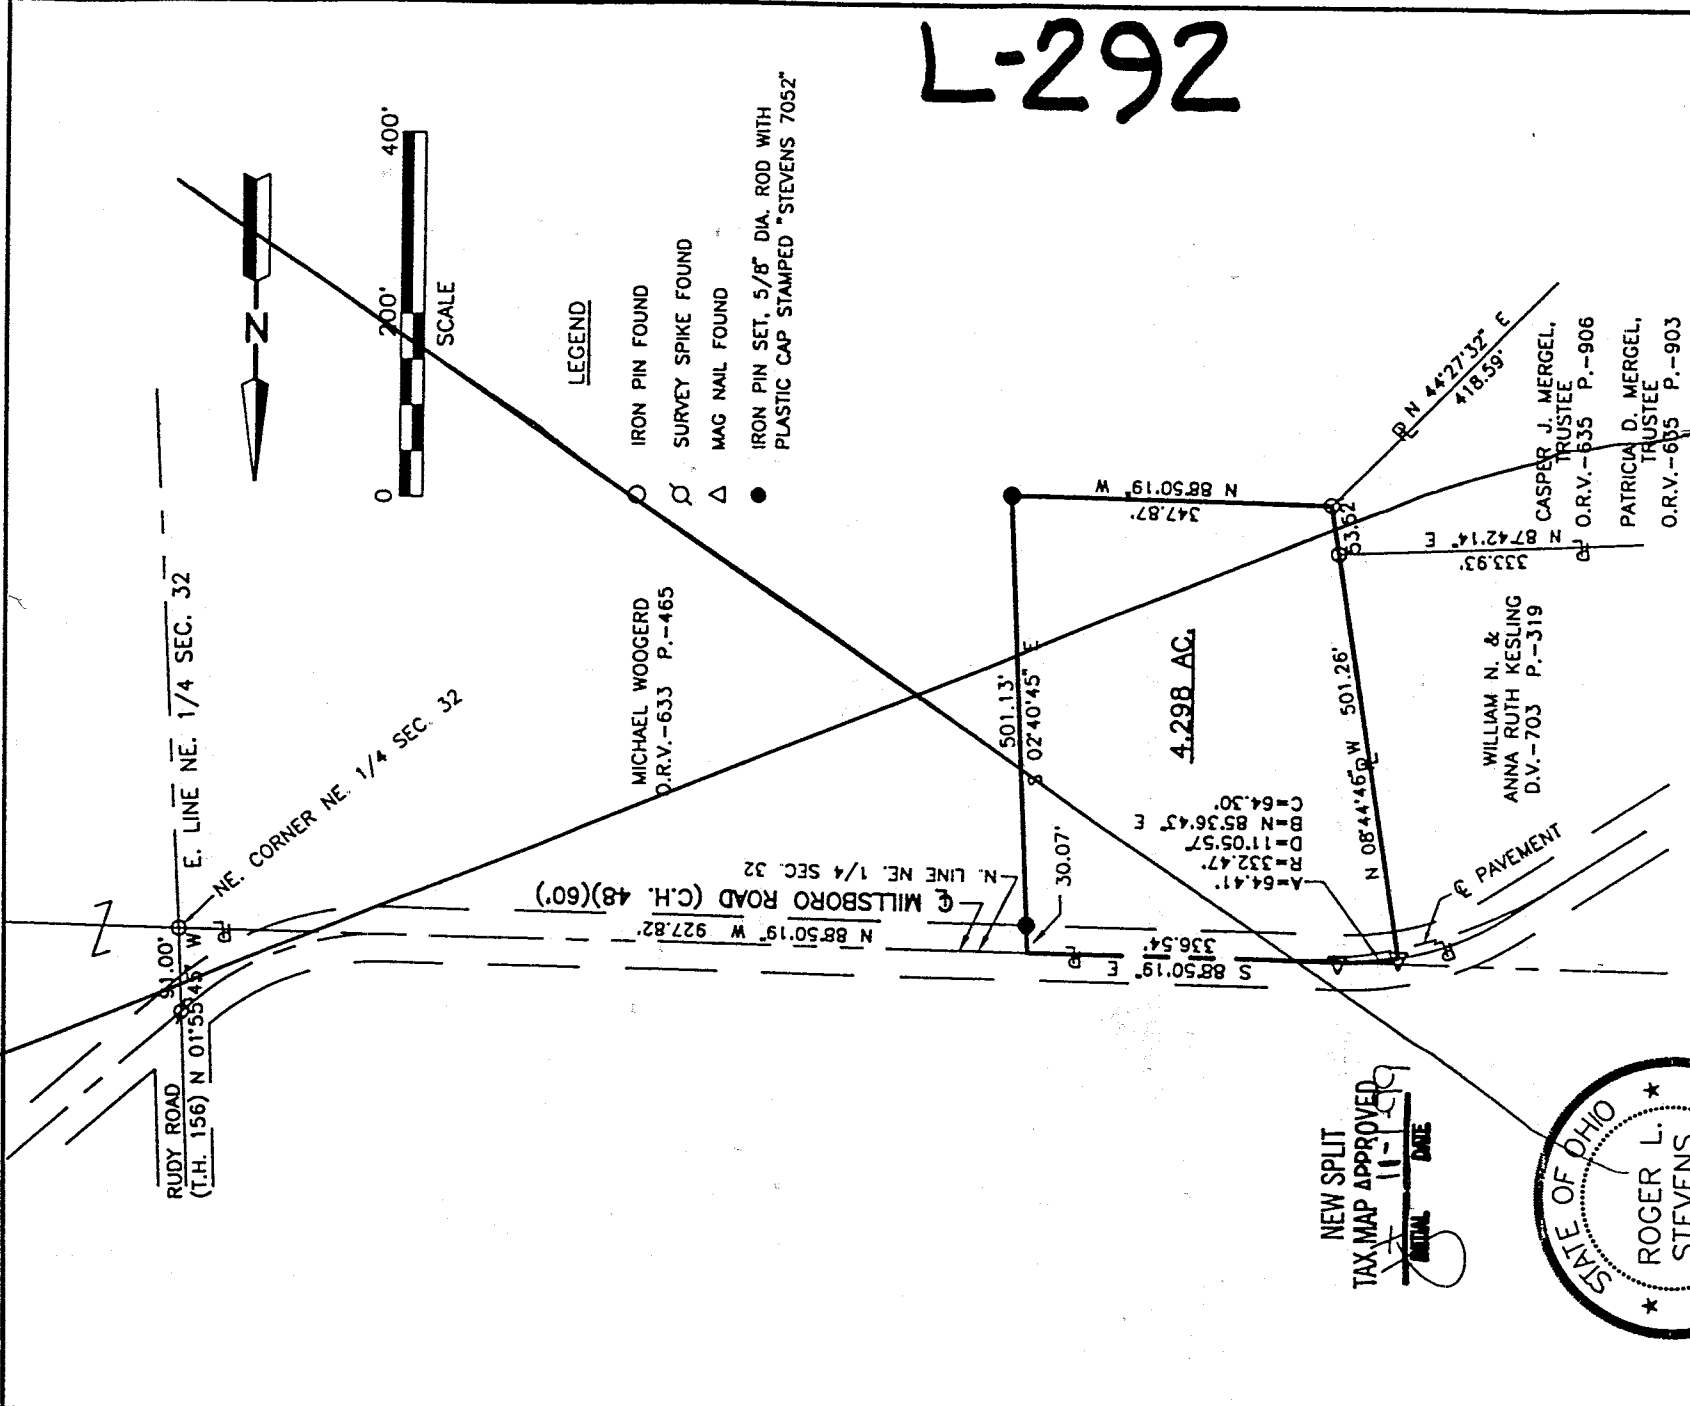 L-292
0
200'
400'
SCALE
N
LEGEND
IRON PIN FOUND
SURVEY SPIKE FOUND
MAG NAIL FOUND
IRON PIN SET, 5/8" DIA. ROD WITH
PLASTIC CAP STAMPED "STEVENS 7052"
E. LINE NE. 1/4 SEC. 32
NE. CORNER NE. 1/4 SEC. 32
91.00'
RUDY ROAD
(T.H. 156) N 01°55'45" W
MICHAEL WOOGERD
O.R.V.-633 P.-465
N. LINE NE. 1/4 SEC. 32
℄ MILLSBORO ROAD (C.H. 48)(60')
N 88°50'19" W 927.82'
501.13'
S 02°40'45" E
30.07'
N 88°50'19" W
347.87'
4.298 AC.
A=64.41'
R=332.47'
D=11°05'57"
B=N 85°36'43" E
C=64.30'
S 88°50'19" E
336.54'
53.62
501.26'
N 08°44'46" W
℄ PAVEMENT
N 44°27'32" E
418.59'
N 87°42'14" E
333.93'
CASPER J. MERGEL,
TRUSTEE
O.R.V.-635 P.-906
PATRICIA D. MERGEL,
TRUSTEE
O.R.V.-635 P.-903
WILLIAM N. &
ANNA RUTH KESLING
D.V.-703 P.-319
NEW SPLIT
TAX MAP APPROVED
INITIAL DATE
STATE OF OHIO
ROGER L.
STEVENS